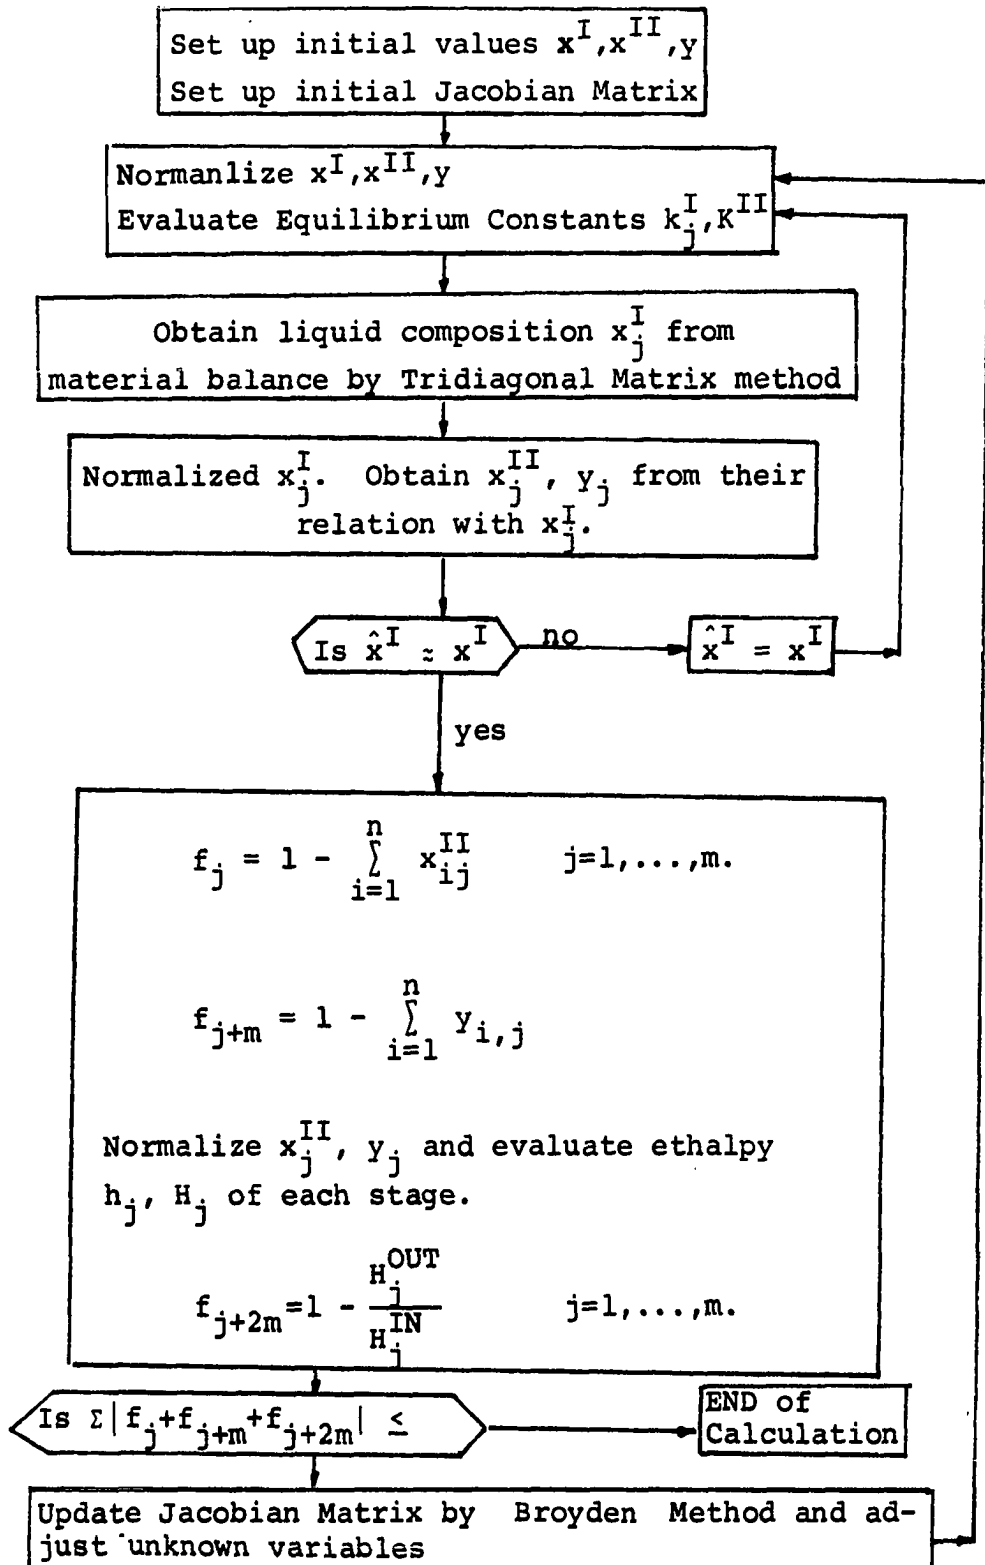 Set up initial values x^I,x^II,y
Set up initial Jacobian Matrix
Normanlize x^I,x^II,y
Evaluate Equilibrium Constants k_j^I,K^II
Obtain liquid composition x_j^I from
material balance by Tridiagonal Matrix method
Normalized x_j^I. Obtain x_j^II, y_j from their
relation with x_j^I.
Is x̂^I ≈ x^I
no
x̂^I = x^I
yes
f_j = 1 - Σ_{i=1}^{n} x_{ij}^{II} j=1,...,m.
f_{j+m} = 1 - Σ_{i=1}^{n} y_{i,j}
Normalize x_j^II, y_j and evaluate ethalpy
h_j, H_j of each stage.
f_{j+2m}=1 - H_j^OUT / H_j^IN j=1,...,m.
Is Σ|f_j+f_{j+m}+f_{j+2m}| ≤
END of
Calculation
Update Jacobian Matrix by Broyden Method and ad-
just unknown variables